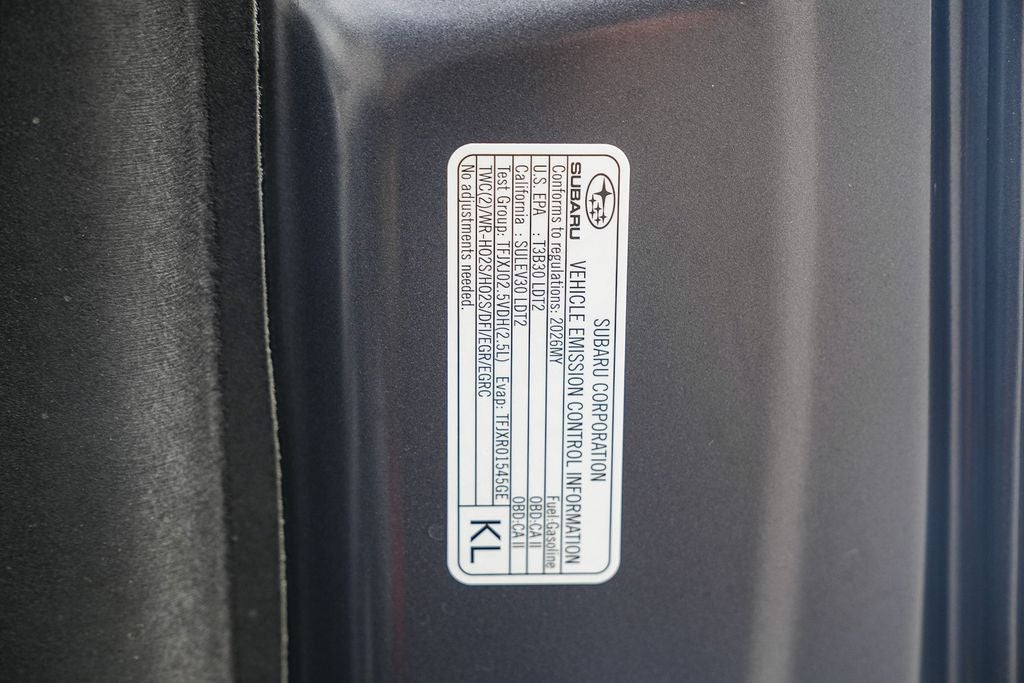 SUBARU CORPORATION
SUBARU VEHICLE EMISSION CONTROL INFORMATION
Conforms to regulations: 2026MY Fuel:Gasoline
U.S. EPA : T3B30 LDT2 OBD:CA II
California : SULEV30 LDT2 OBD:CA II
Test Group: TFJXJ02.5VDH(2.5L) Evap: TFJXR01545GE
TWC(2)/WR-HO2S/HO2S/DFI/EGR/EGRC
No adjustments needed.
KL